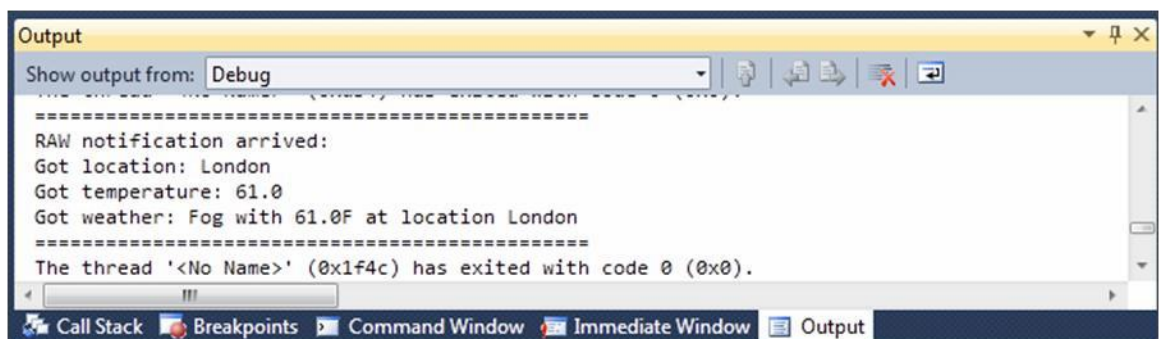 Output
Show output from: Debug
==============================================
RAW notification arrived:
Got location: London
Got temperature: 61.0
Got weather: Fog with 61.0F at location London
==============================================
The thread '<No Name>' (0x1f4c) has exited with code 0 (0x0).
Call Stack Breakpoints Command Window Immediate Window Output